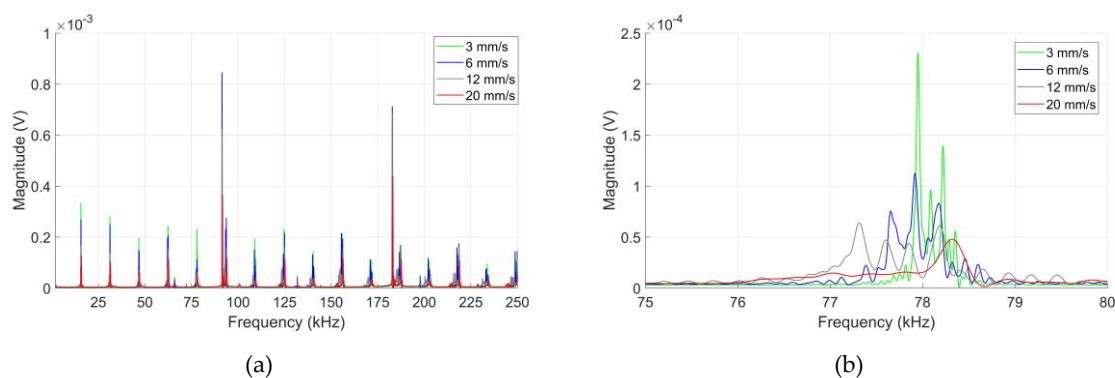 ×10⁻³
1
0.8
0.6
0.4
0.2
0
Magnitude (V)
3 mm/s
6 mm/s
12 mm/s
20 mm/s
25 50 75 100 125 150 175 200 225 250
Frequency (kHz)
(a)
×10⁻⁴
2.5
2
1.5
1
0.5
0
Magnitude (V)
3 mm/s
6 mm/s
12 mm/s
20 mm/s
75 76 77 78 79 80
Frequency (kHz)
(b)